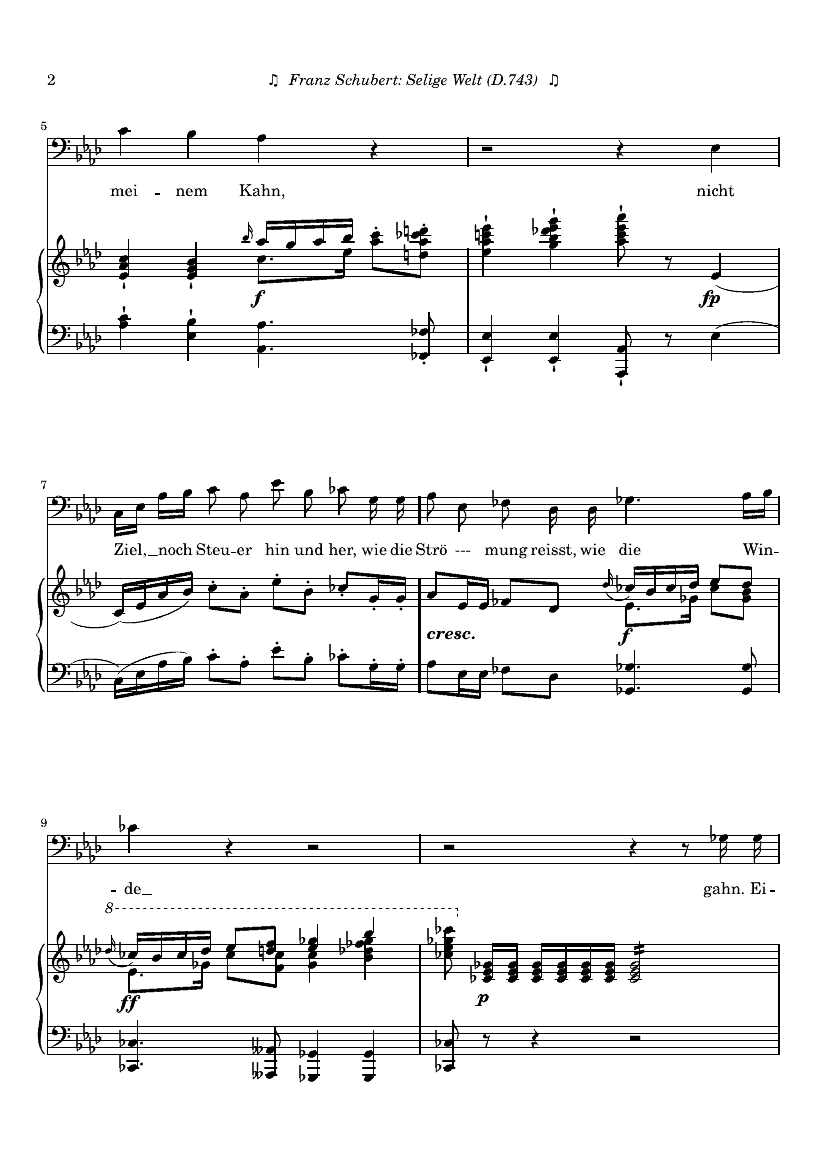 2 ♫ Franz Schubert: Selige Welt (D.743) ♫
5
mei - nem Kahn, nicht
f fp
7
Ziel,_noch Steu-er hin und her, wie die Strö --- mung reisst, wie die Win-
cresc. f
9
- de_ gahn. Ei -
8
ff p